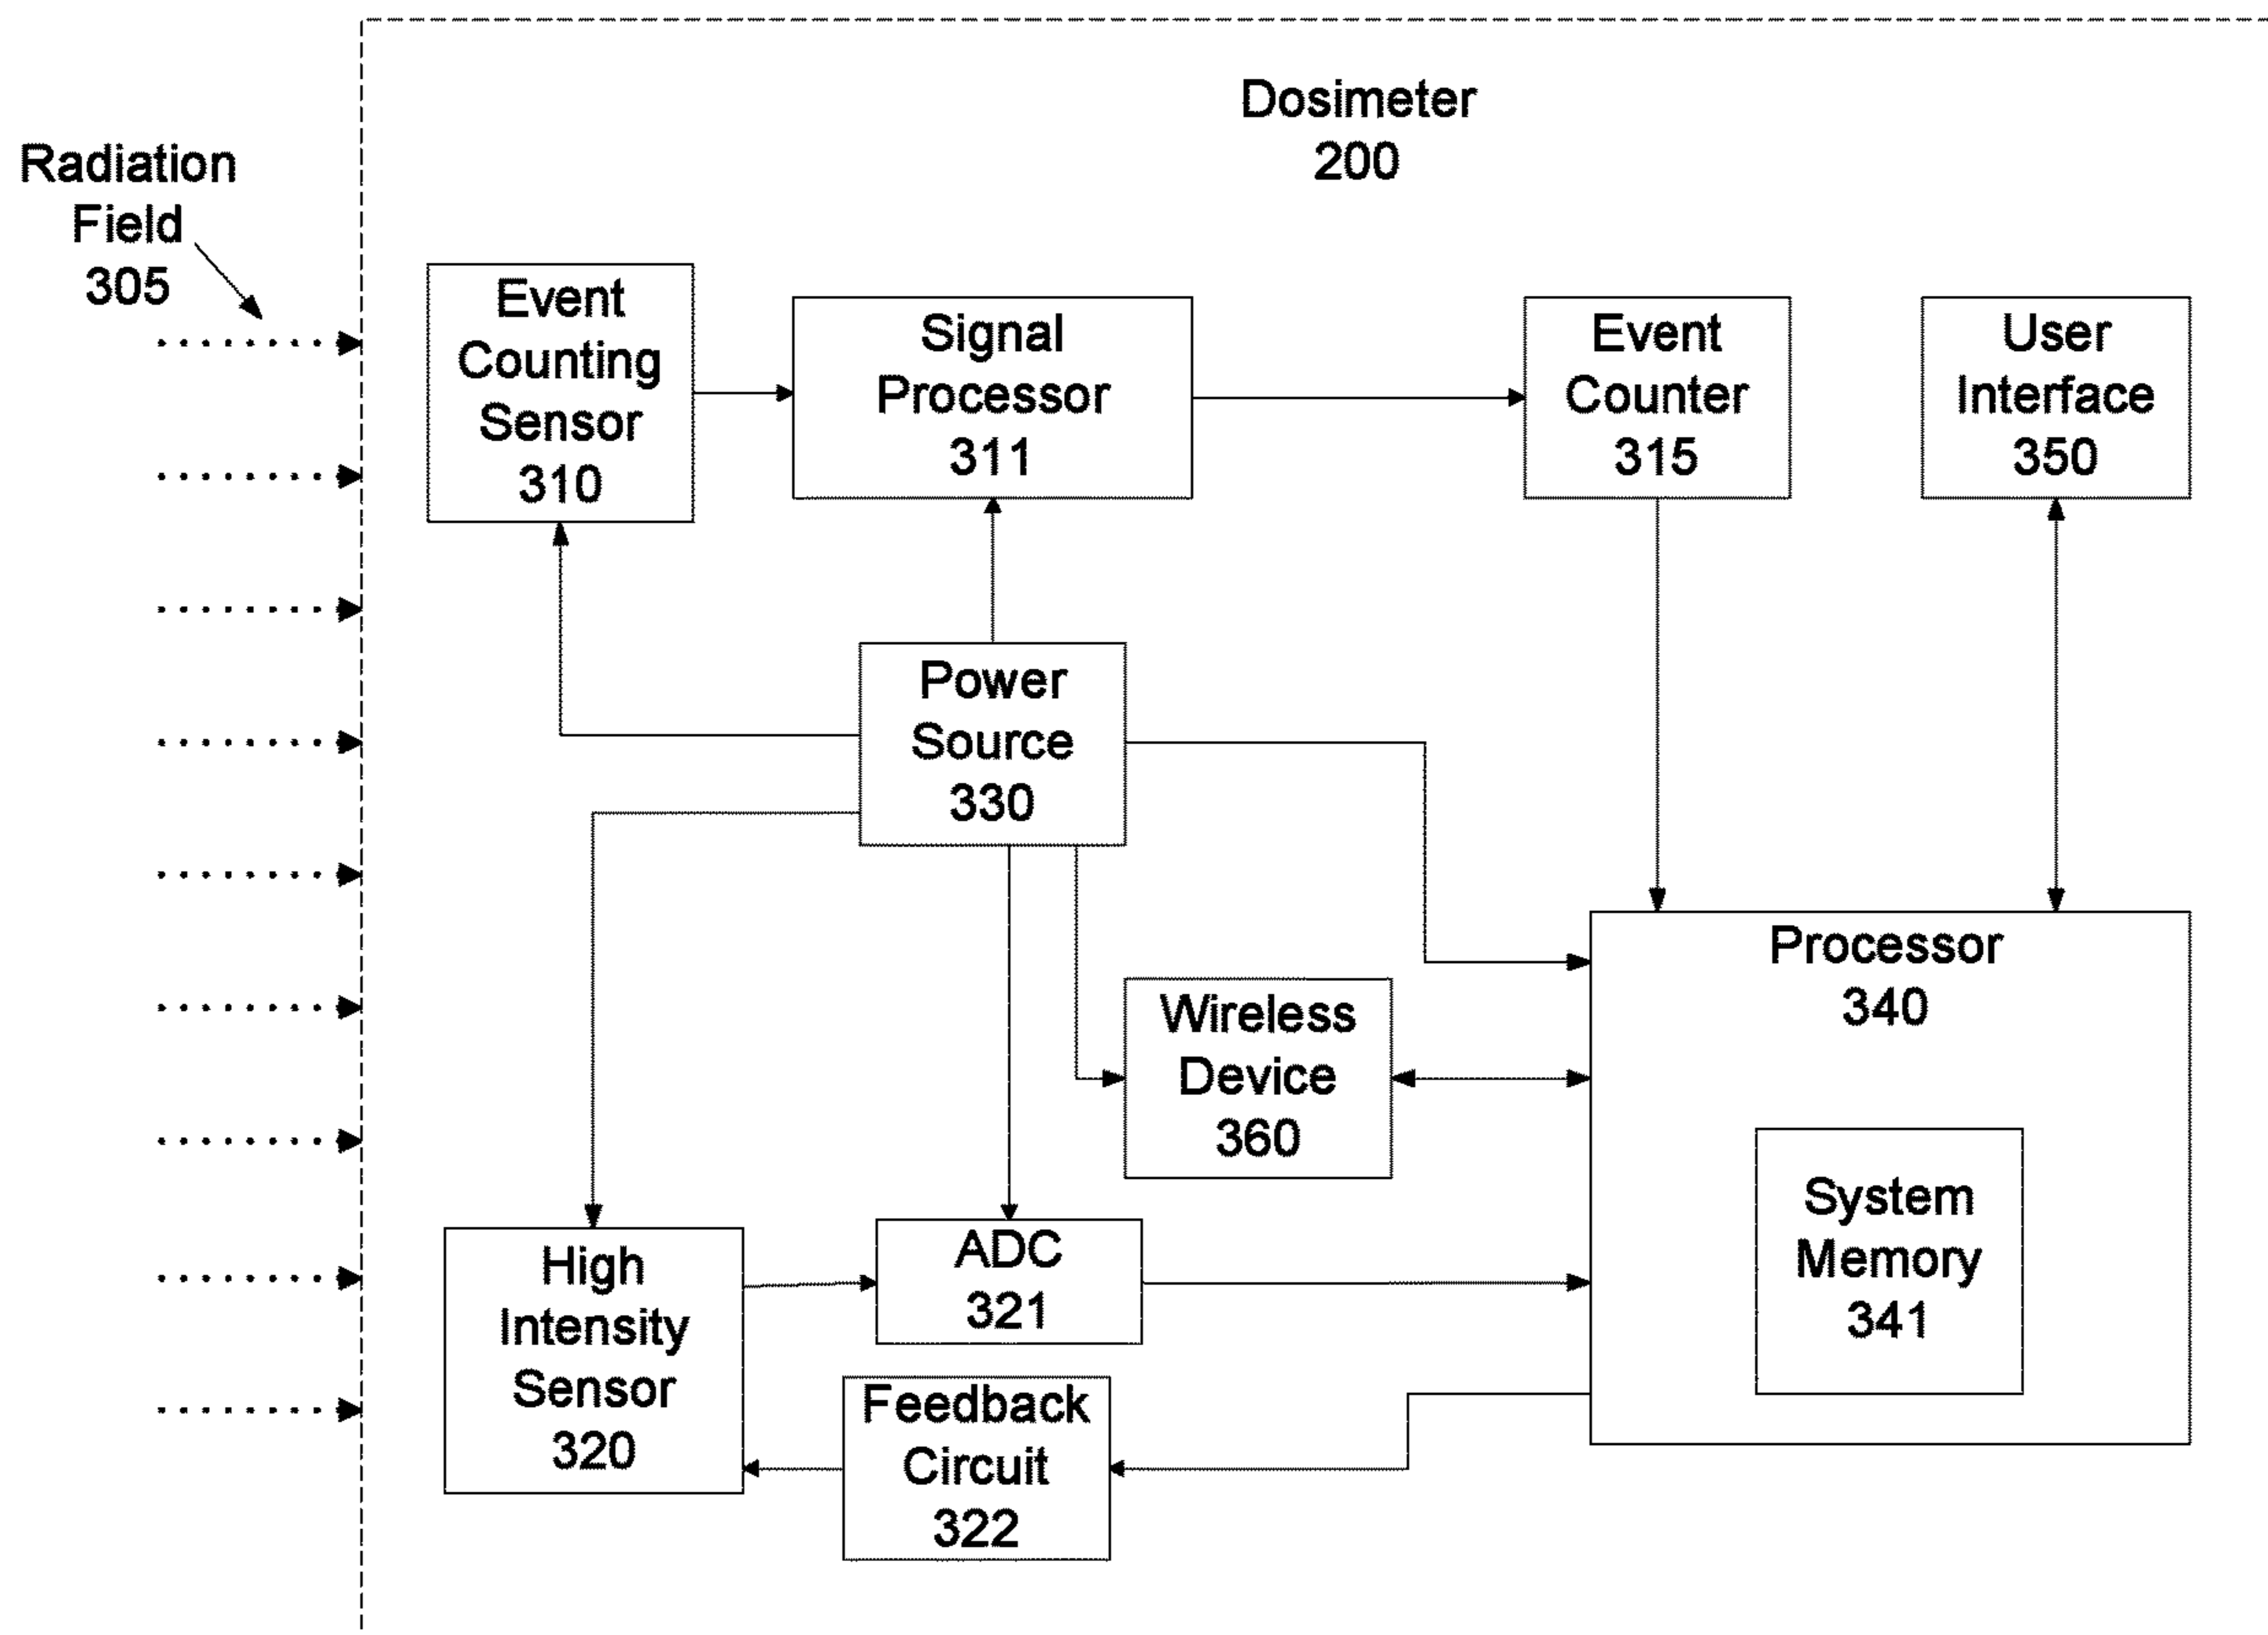 Dosimeter
200
Radiation
Field
305
Event
Counting
Sensor
310
Signal
Processor
311
Event
Counter
315
User
Interface
350
Power
Source
330
Processor
340
Wireless
Device
360
System
Memory
341
High
Intensity
Sensor
320
ADC
321
Feedback
Circuit
322